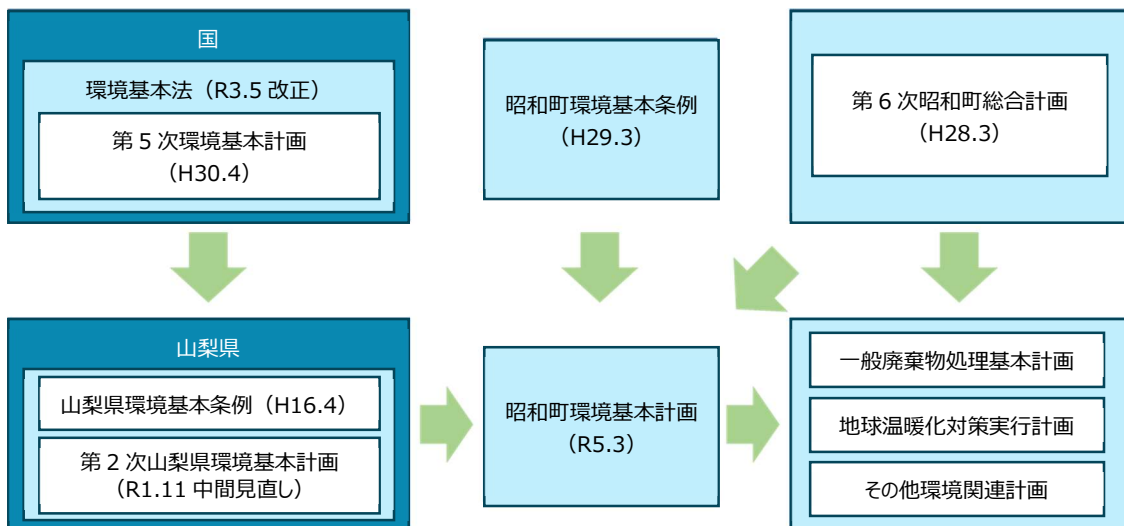 国
環境基本法（R3.5 改正）
第 5 次環境基本計画
（H30.4）
昭和町環境基本条例
（H29.3）
第 6 次昭和町総合計画
（H28.3）
山梨県
山梨県環境基本条例（H16.4）
第 2 次山梨県環境基本計画
（R1.11 中間見直し）
昭和町環境基本計画
（R5.3）
一般廃棄物処理基本計画
地球温暖化対策実行計画
その他環境関連計画